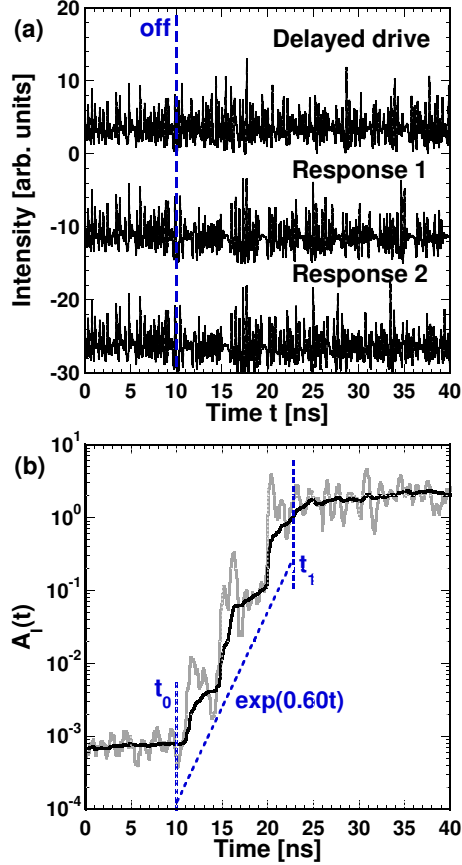 (a)
20
off
Delayed drive
10
0
Response 1
-10
Response 2
-20
-30
Intensity [arb. units]
0 5 10 15 20 25 30 35 40
Time t [ns]
(b)
10^1
10^0
10^-1
10^-2
10^-3
10^-4
A_I(t)
t_1
t_0
exp(0.60t)
0 5 10 15 20 25 30 35 40
Time [ns]